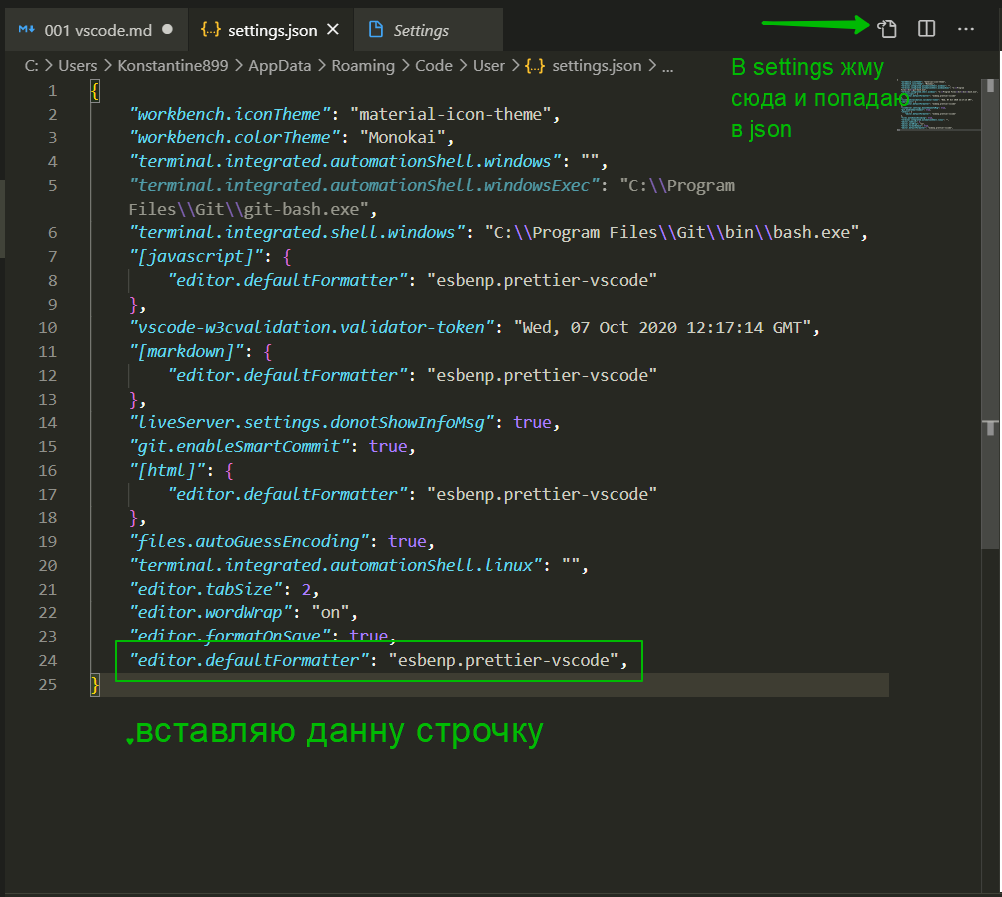 001 vscode.md
settings.json
Settings
C: > Users > Konstantine899 > AppData > Roaming > Code > User > {..} settings.json > ...
В settings жму
сюда и попадаю
в json
1 {
2 "workbench.iconTheme": "material-icon-theme",
3 "workbench.colorTheme": "Monokai",
4 "terminal.integrated.automationShell.windows": "",
5 "terminal.integrated.automationShell.windowsExec": "C:\\Program
Files\\Git\\git-bash.exe",
6 "terminal.integrated.shell.windows": "C:\\Program Files\\Git\\bin\\bash.exe",
7 "[javascript]": {
8 "editor.defaultFormatter": "esbenp.prettier-vscode"
9 },
10 "vscode-w3cvalidation.validator-token": "Wed, 07 Oct 2020 12:17:14 GMT",
11 "[markdown]": {
12 "editor.defaultFormatter": "esbenp.prettier-vscode"
13 },
14 "liveServer.settings.donotShowInfoMsg": true,
15 "git.enableSmartCommit": true,
16 "[html]": {
17 "editor.defaultFormatter": "esbenp.prettier-vscode"
18 },
19 "files.autoGuessEncoding": true,
20 "terminal.integrated.automationShell.linux": "",
21 "editor.tabSize": 2,
22 "editor.wordWrap": "on",
23 "editor.formatOnSave": true,
24 "editor.defaultFormatter": "esbenp.prettier-vscode",
25 }
вставляю данну строчку